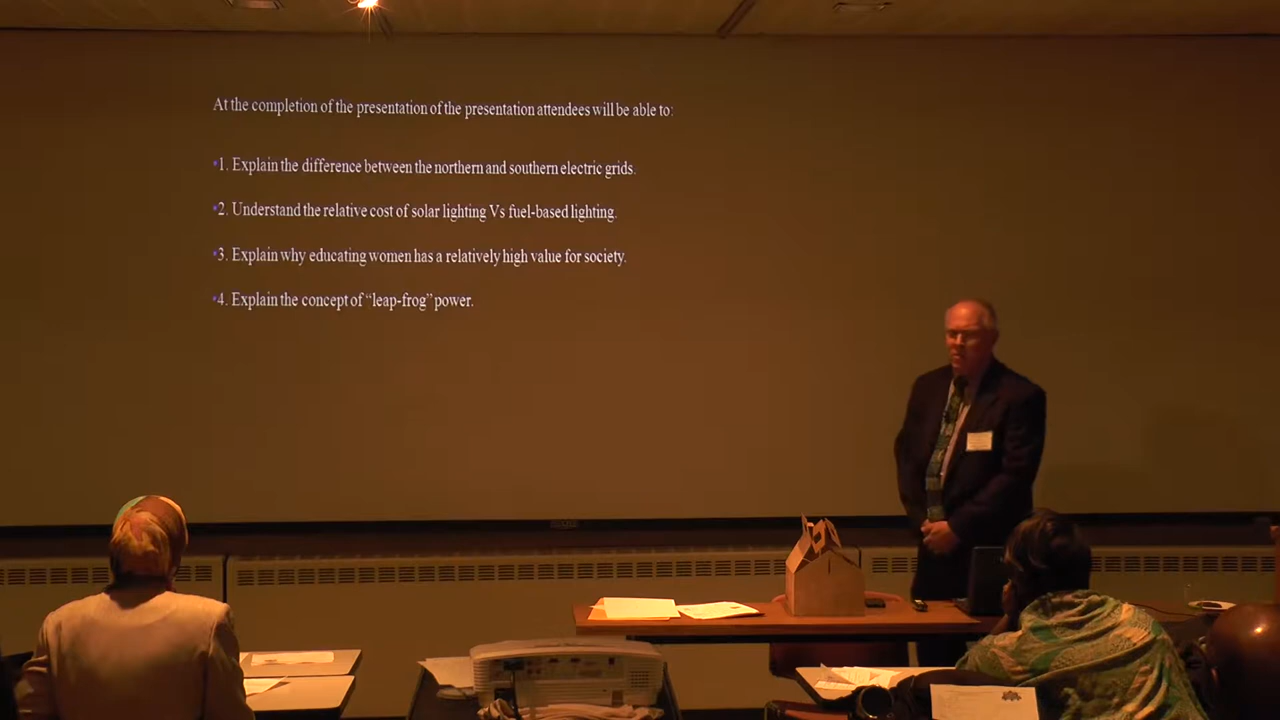 At the completion of the presentation of the presentation attendees will be able to:
•1. Explain the difference between the northern and southern electric grids.
•2. Understand the relative cost of solar lighting Vs fuel-based lighting.
•3. Explain why educating women has a relatively high value for society.
•4. Explain the concept of “leap-frog” power.